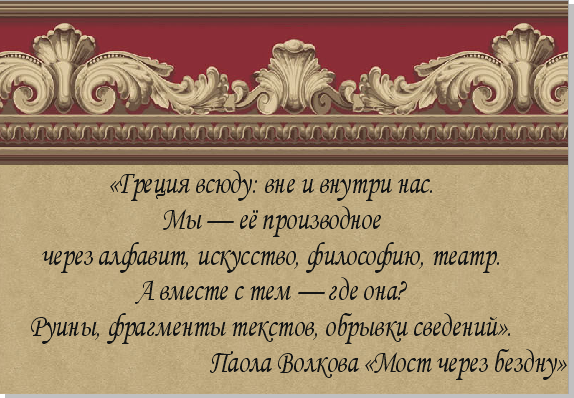 «Греция всюду: вне и внутри нас.
Мы — её производное
через алфавит, искусство, философию, театр.
А вместе с тем — где она?
Руины, фрагменты текстов, обрывки сведений».
Паола Волкова «Мост через бездну»